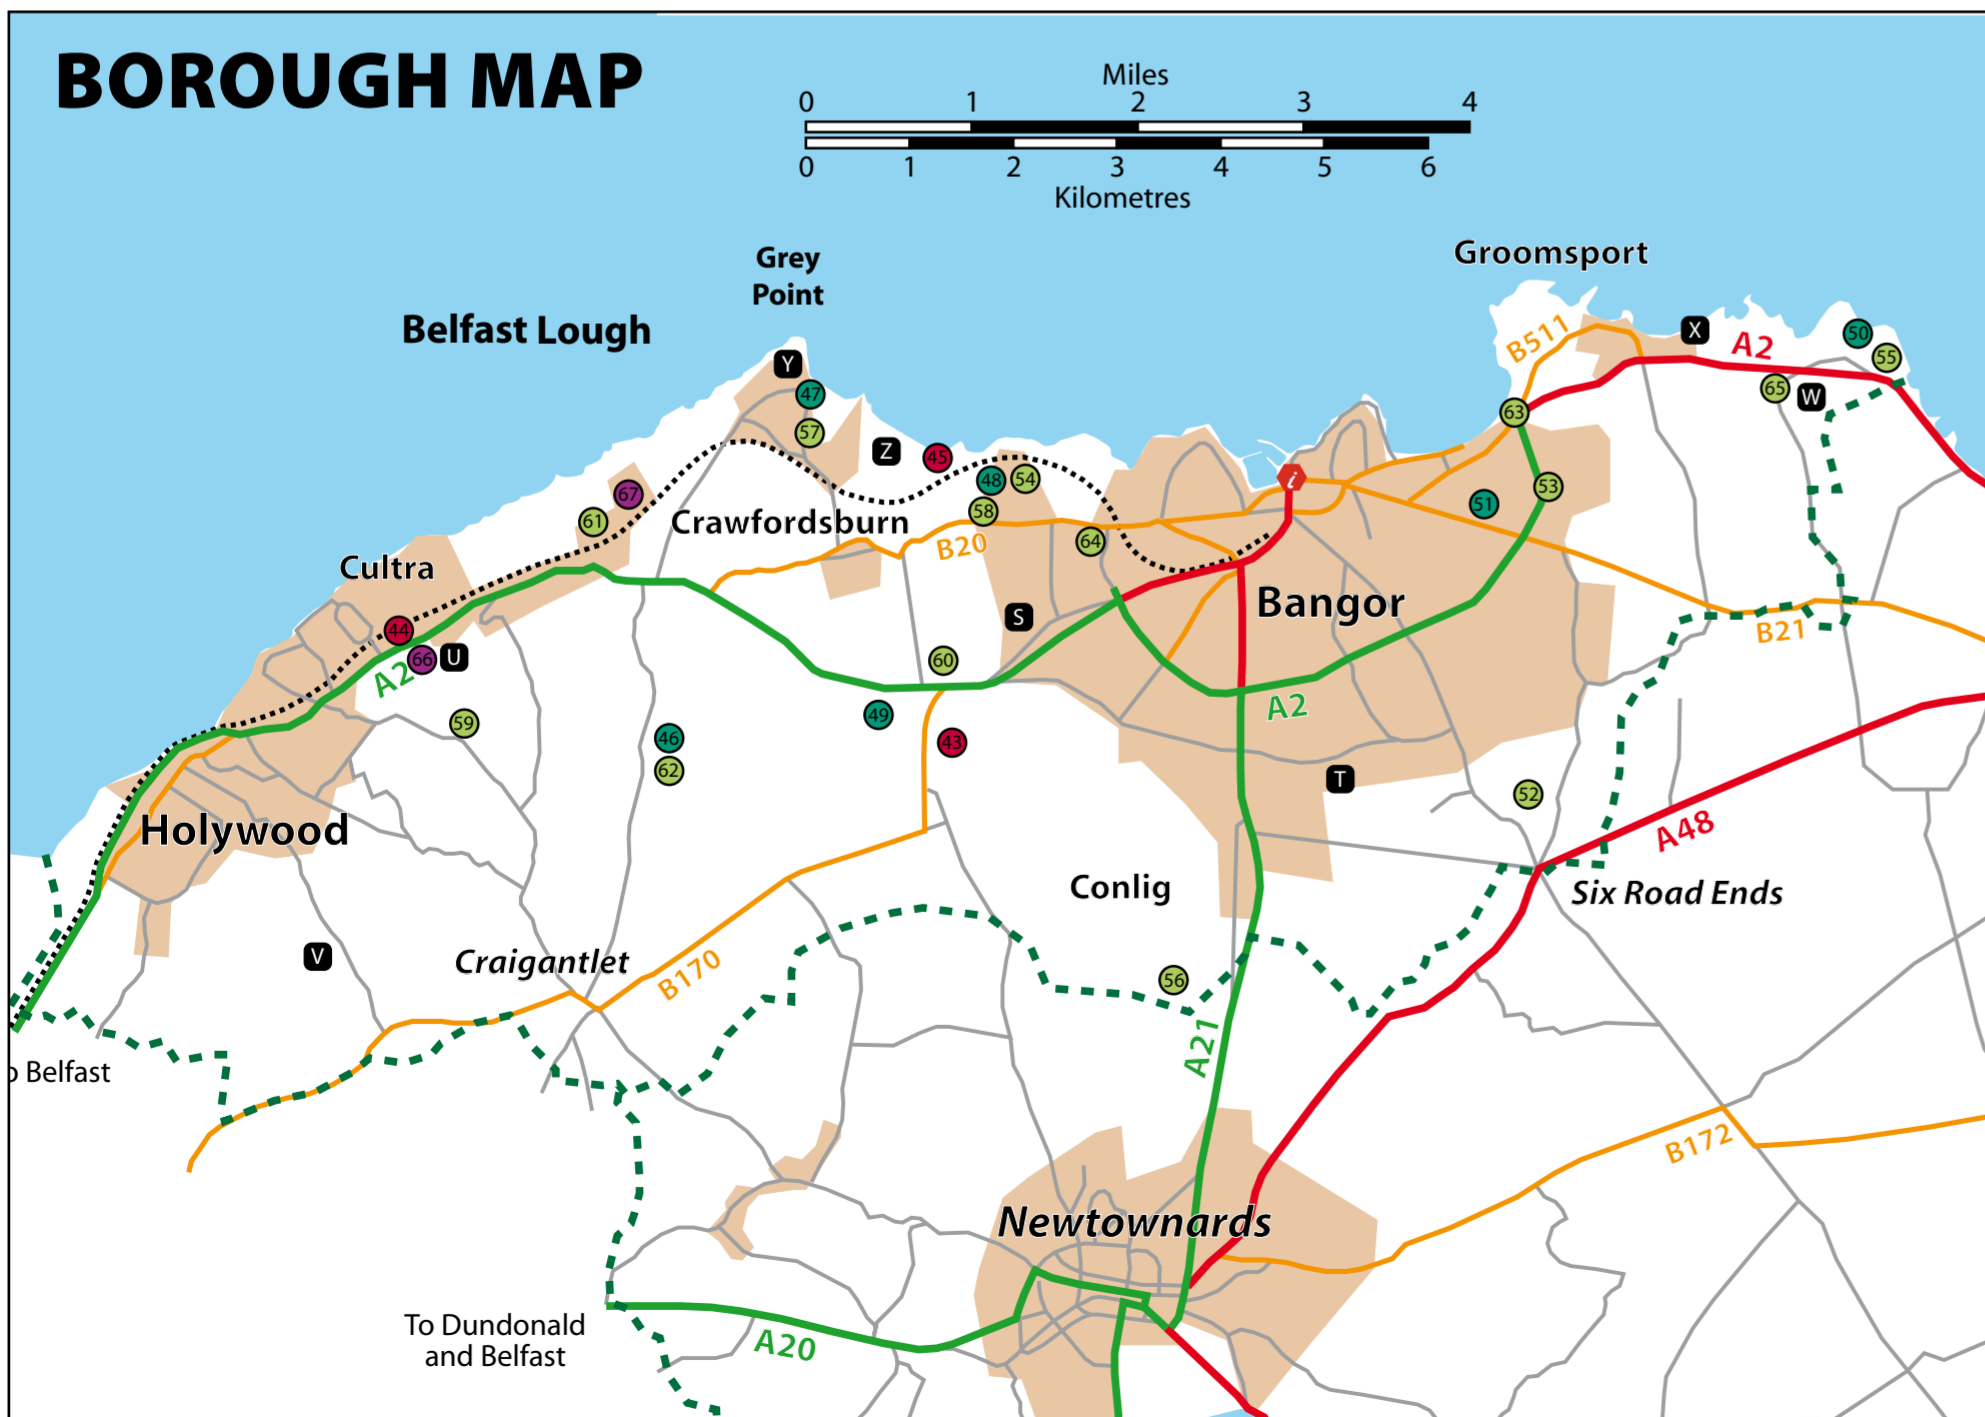 BOROUGH MAP
Miles
0 1 2 3 4
0 1 2 3 4 5 6
Kilometres
Grey
Point
Groomsport
Belfast Lough
B511
X
A2
50
55
Y
47
65
W
63
57
Z
45
48
54
i
67
58
51
53
61
Crawfordsburn
B20
64
Cultra
Bangor
S
44
66
U
A2
60
B21
59
49
A2
46
43
62
T
52
Holywood
A48
Conlig
Six Road Ends
V
Craigantlet
B170
56
A21
Belfast
B172
Newtownards
To Dundonald
and Belfast
A20